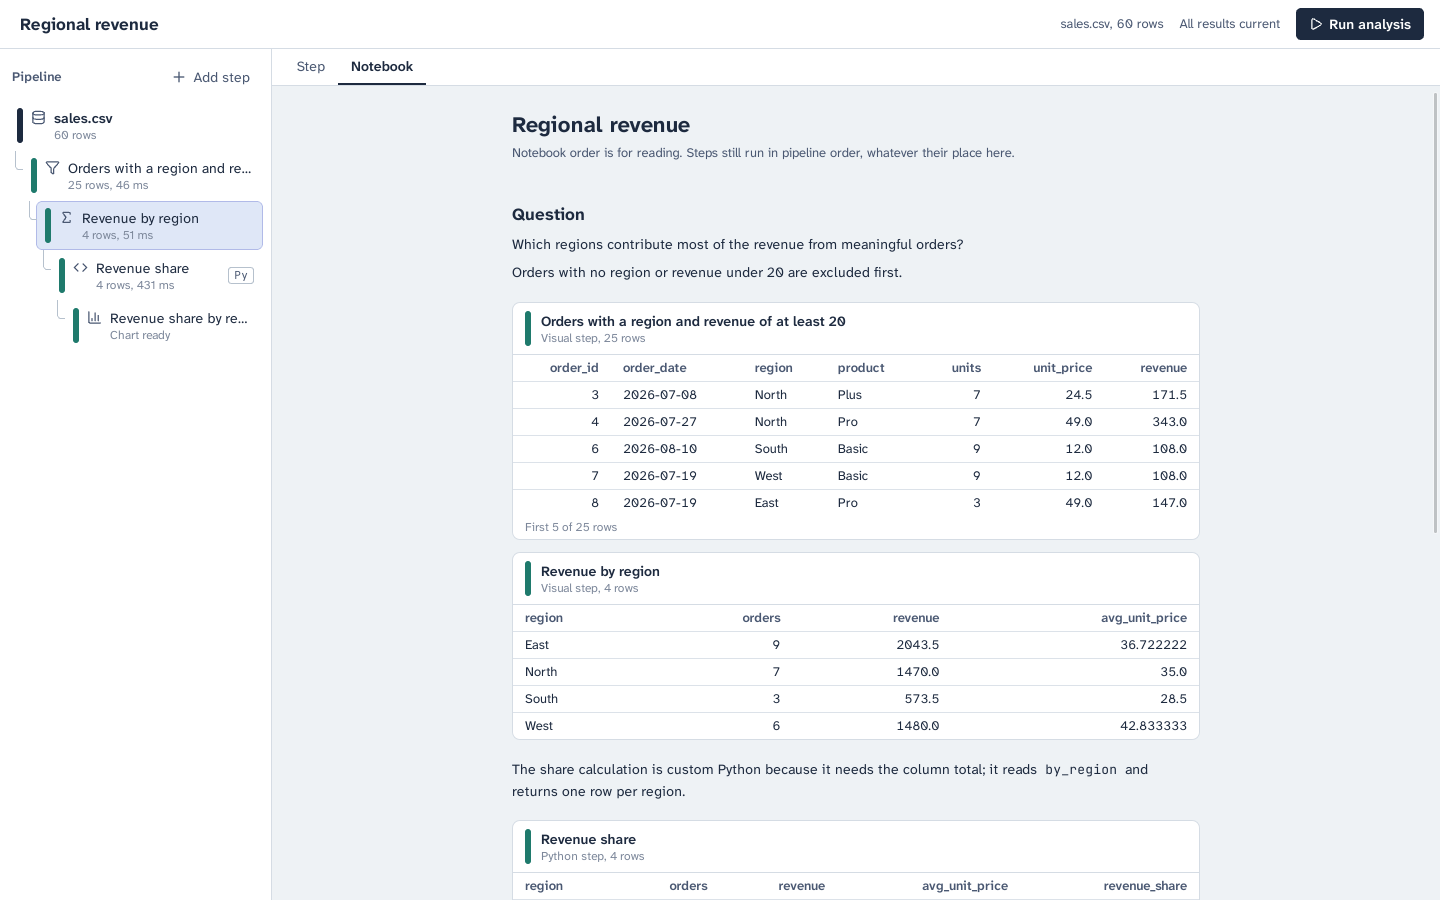 Regional revenue
sales.csv, 60 rows
All results current
Run analysis
Pipeline
Add step
sales.csv
60 rows
Orders with a region and re...
25 rows, 46 ms
Revenue by region
4 rows, 51 ms
Revenue share
4 rows, 431 ms
Py
Revenue share by re...
Chart ready
Step Notebook
Regional revenue
Notebook order is for reading. Steps still run in pipeline order, whatever their place here.
Question
Which regions contribute most of the revenue from meaningful orders?
Orders with no region or revenue under 20 are excluded first.
Orders with a region and revenue of at least 20
Visual step, 25 rows
order_id order_date region product units unit_price revenue
3 2026-07-08 North Plus 7 24.5 171.5
4 2026-07-27 North Pro 7 49.0 343.0
6 2026-08-10 South Basic 9 12.0 108.0
7 2026-07-19 West Basic 9 12.0 108.0
8 2026-07-19 East Pro 3 49.0 147.0
First 5 of 25 rows
Revenue by region
Visual step, 4 rows
region orders revenue avg_unit_price
East 9 2043.5 36.722222
North 7 1470.0 35.0
South 3 573.5 28.5
West 6 1480.0 42.833333
The share calculation is custom Python because it needs the column total; it reads by_region and
returns one row per region.
Revenue share
Python step, 4 rows
region orders revenue avg_unit_price revenue_share